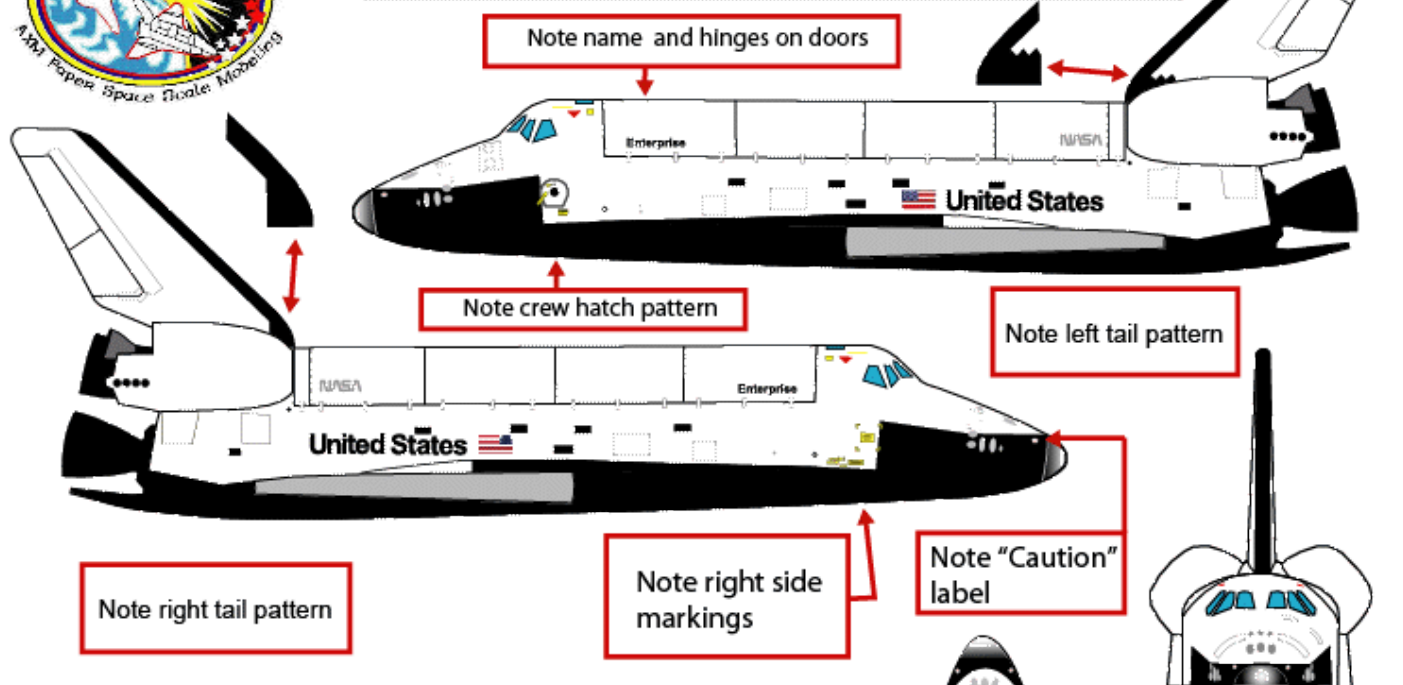 AXM Paper Space Scale Modeling
Note name and hinges on doors
Enterprise
NASA
United States
Note crew hatch pattern
Note left tail pattern
NASA
Enterprise
United States
Note "Caution"
label
Note right side
markings
Note right tail pattern